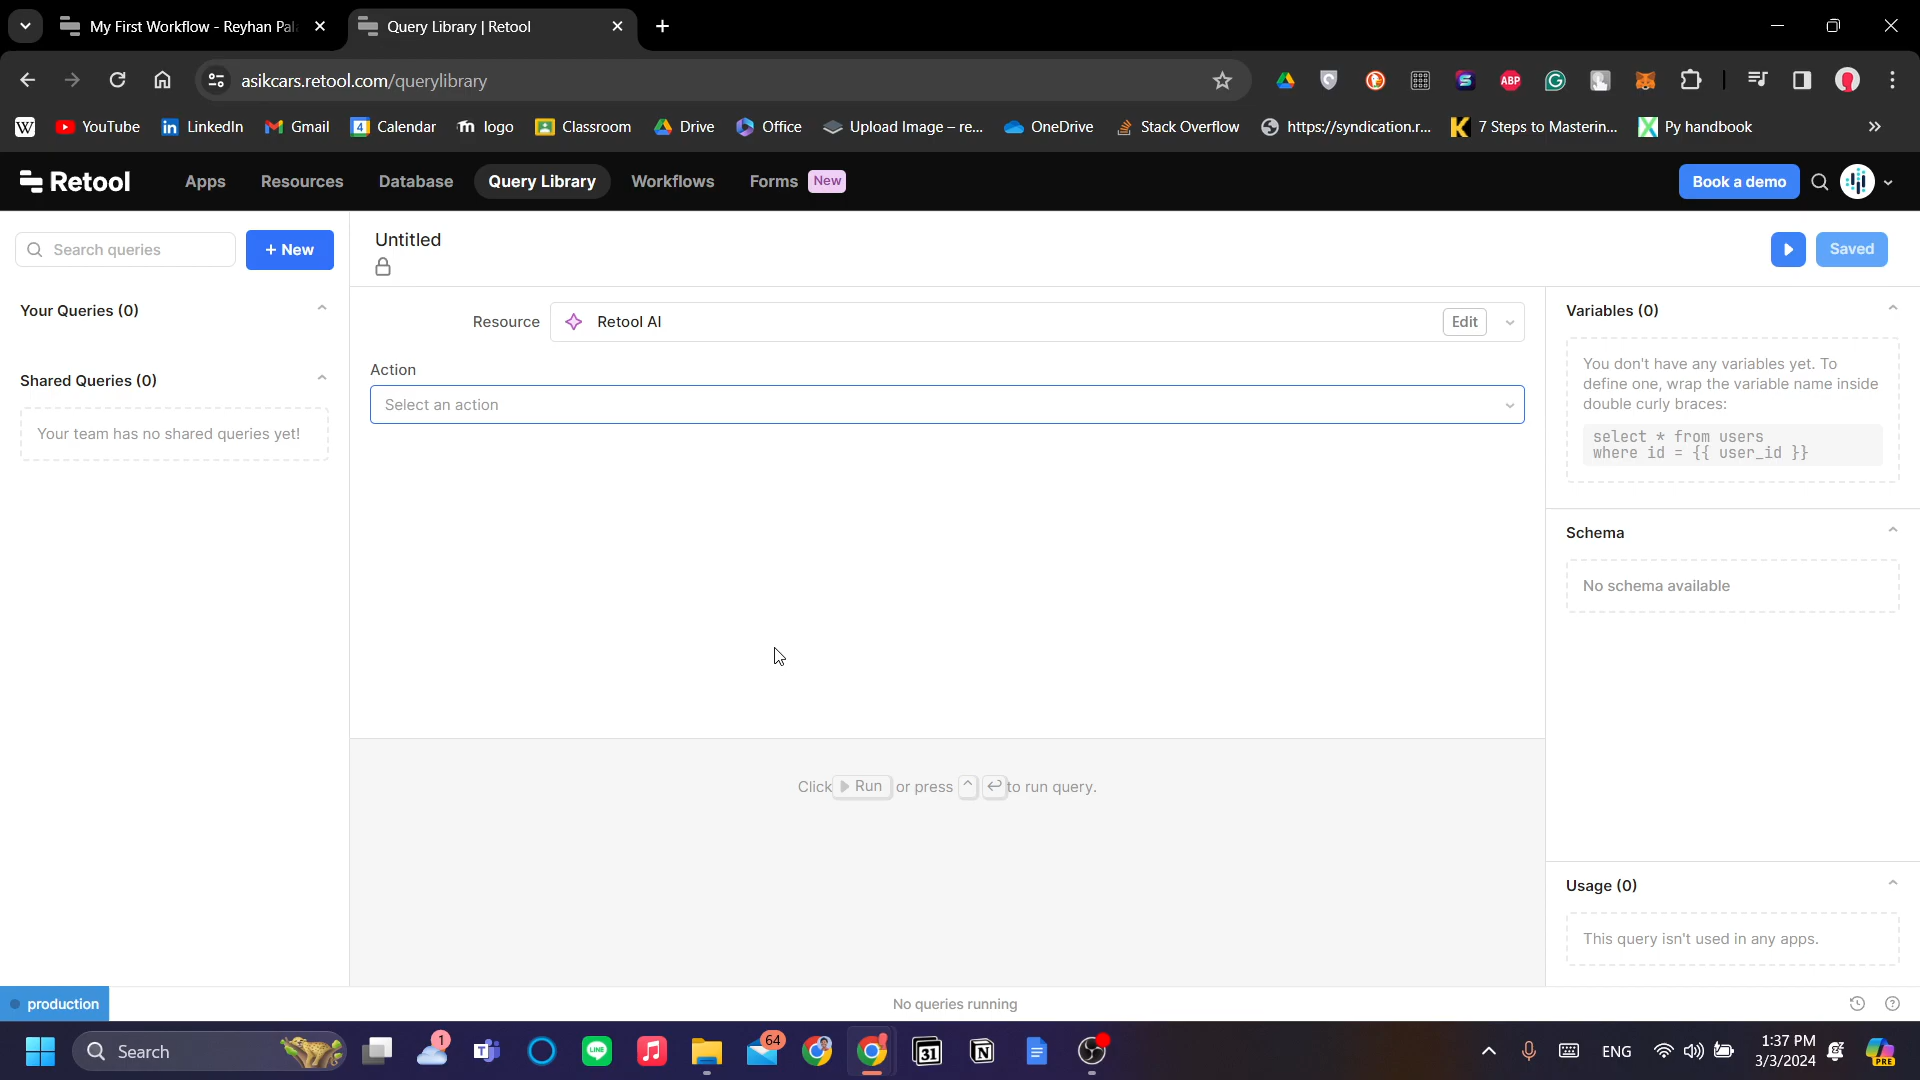 My First Workflow - Reyhan Pal
Query Library | Retool
asikcars.retool.com/querylibrary
ABP
W
YouTube
LinkedIn
Gmail
Calendar
logo
Classroom
Drive
Office
Upload Image – re...
OneDrive
Stack Overflow
https://syndication.r...
7 Steps to Masterin...
Py handbook
Retool
Apps
Resources
Database
Query Library
Workflows
Forms
New
Book a demo
Search queries
+ New
Untitled
Saved
Your Queries (0)
Shared Queries (0)
Your team has no shared queries yet!
Resource
Retool AI
Edit
Action
Select an action
Variables (0)
You don't have any variables yet. To
define one, wrap the variable name inside
double curly braces:
select * from users
where id = {{ user_id }}
Schema
No schema available
Click Run or press ^ ↩ to run query.
Usage (0)
This query isn't used in any apps.
production
No queries running
Search
1
64
31
ENG
1:37 PM
3/3/2024
PRE